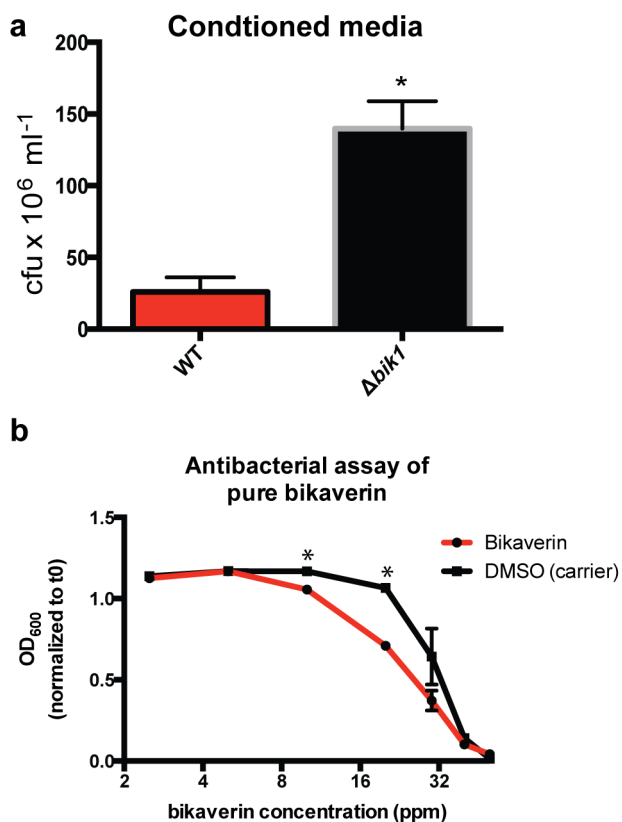 a
Condtioned media
200
150
100
50
0
cfu x 10⁶ ml⁻¹
*
WT
Δbik1
b
Antibacterial assay of
pure bikaverin
1.5
1.0
0.5
0.0
OD₆₀₀
(normalized to t0)
*
*
Bikaverin
DMSO (carrier)
2 4 8 16 32
bikaverin concentration (ppm)